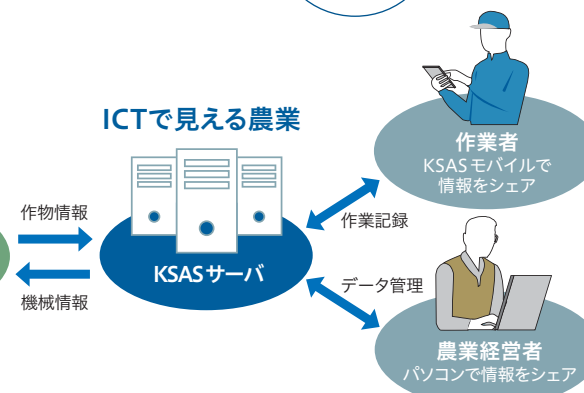 ICTで見える農業
作業者
KSASモバイルで
情報をシェア
作物情報
作業記録
KSASサーバ
機械情報
データ管理
農業経営者
パソコンで情報をシェア